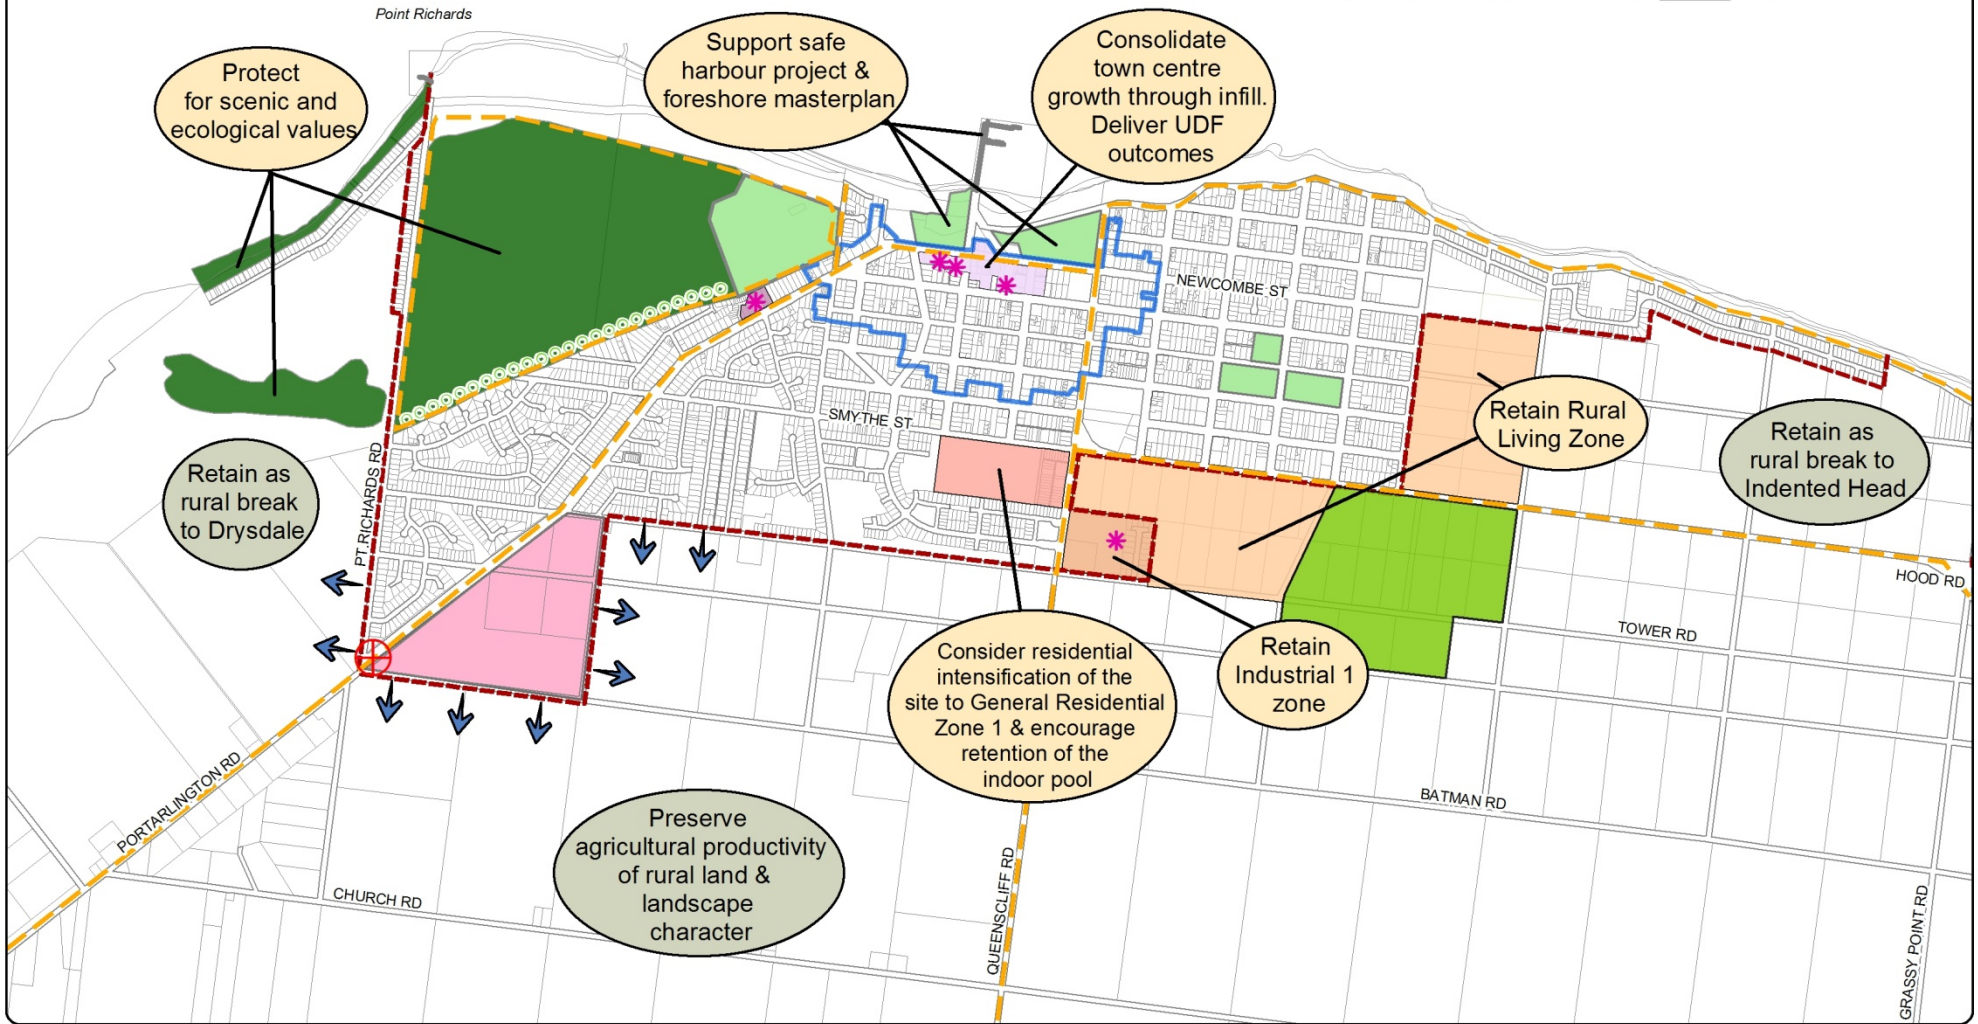 Point Richards
Protect
for scenic and
ecological values
Support safe
harbour project &
foreshore masterplan
Consolidate
town centre
growth through infill.
Deliver UDF
outcomes
NEWCOMBE ST
SMYTHE ST
Retain Rural
Living Zone
Retain as
rural break to
Indented Head
Retain as
rural break
to Drysdale
PT RICHARDS RD
HOOD RD
TOWER RD
Consider residential
intensification of the
site to General Residential
Zone 1 & encourage
retention of the
indoor pool
Retain
Industrial 1
zone
PORTARLINGTON RD
BATMAN RD
Preserve
agricultural productivity
of rural land &
landscape
character
CHURCH RD
QUEENSCLIFF RD
GRASSY POINT RD